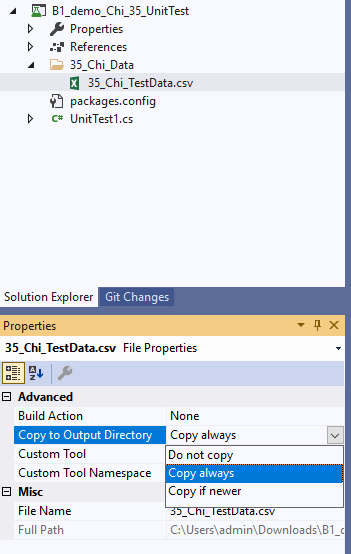 B1_demo_Chi_35_UnitTest
Properties
References
35_Chi_Data
35_Chi_TestData.csv
packages.config
C# UnitTest1.cs
Solution Explorer Git Changes
Properties
35_Chi_TestData.csv File Properties
Advanced
Build Action None
Copy to Output Directory Copy always
Custom Tool Do not copy
Custom Tool Namespace Copy always
Misc Copy if newer
File Name 35_Chi_TestData.csv
Full Path C:\Users\admin\Downloads\B1_d